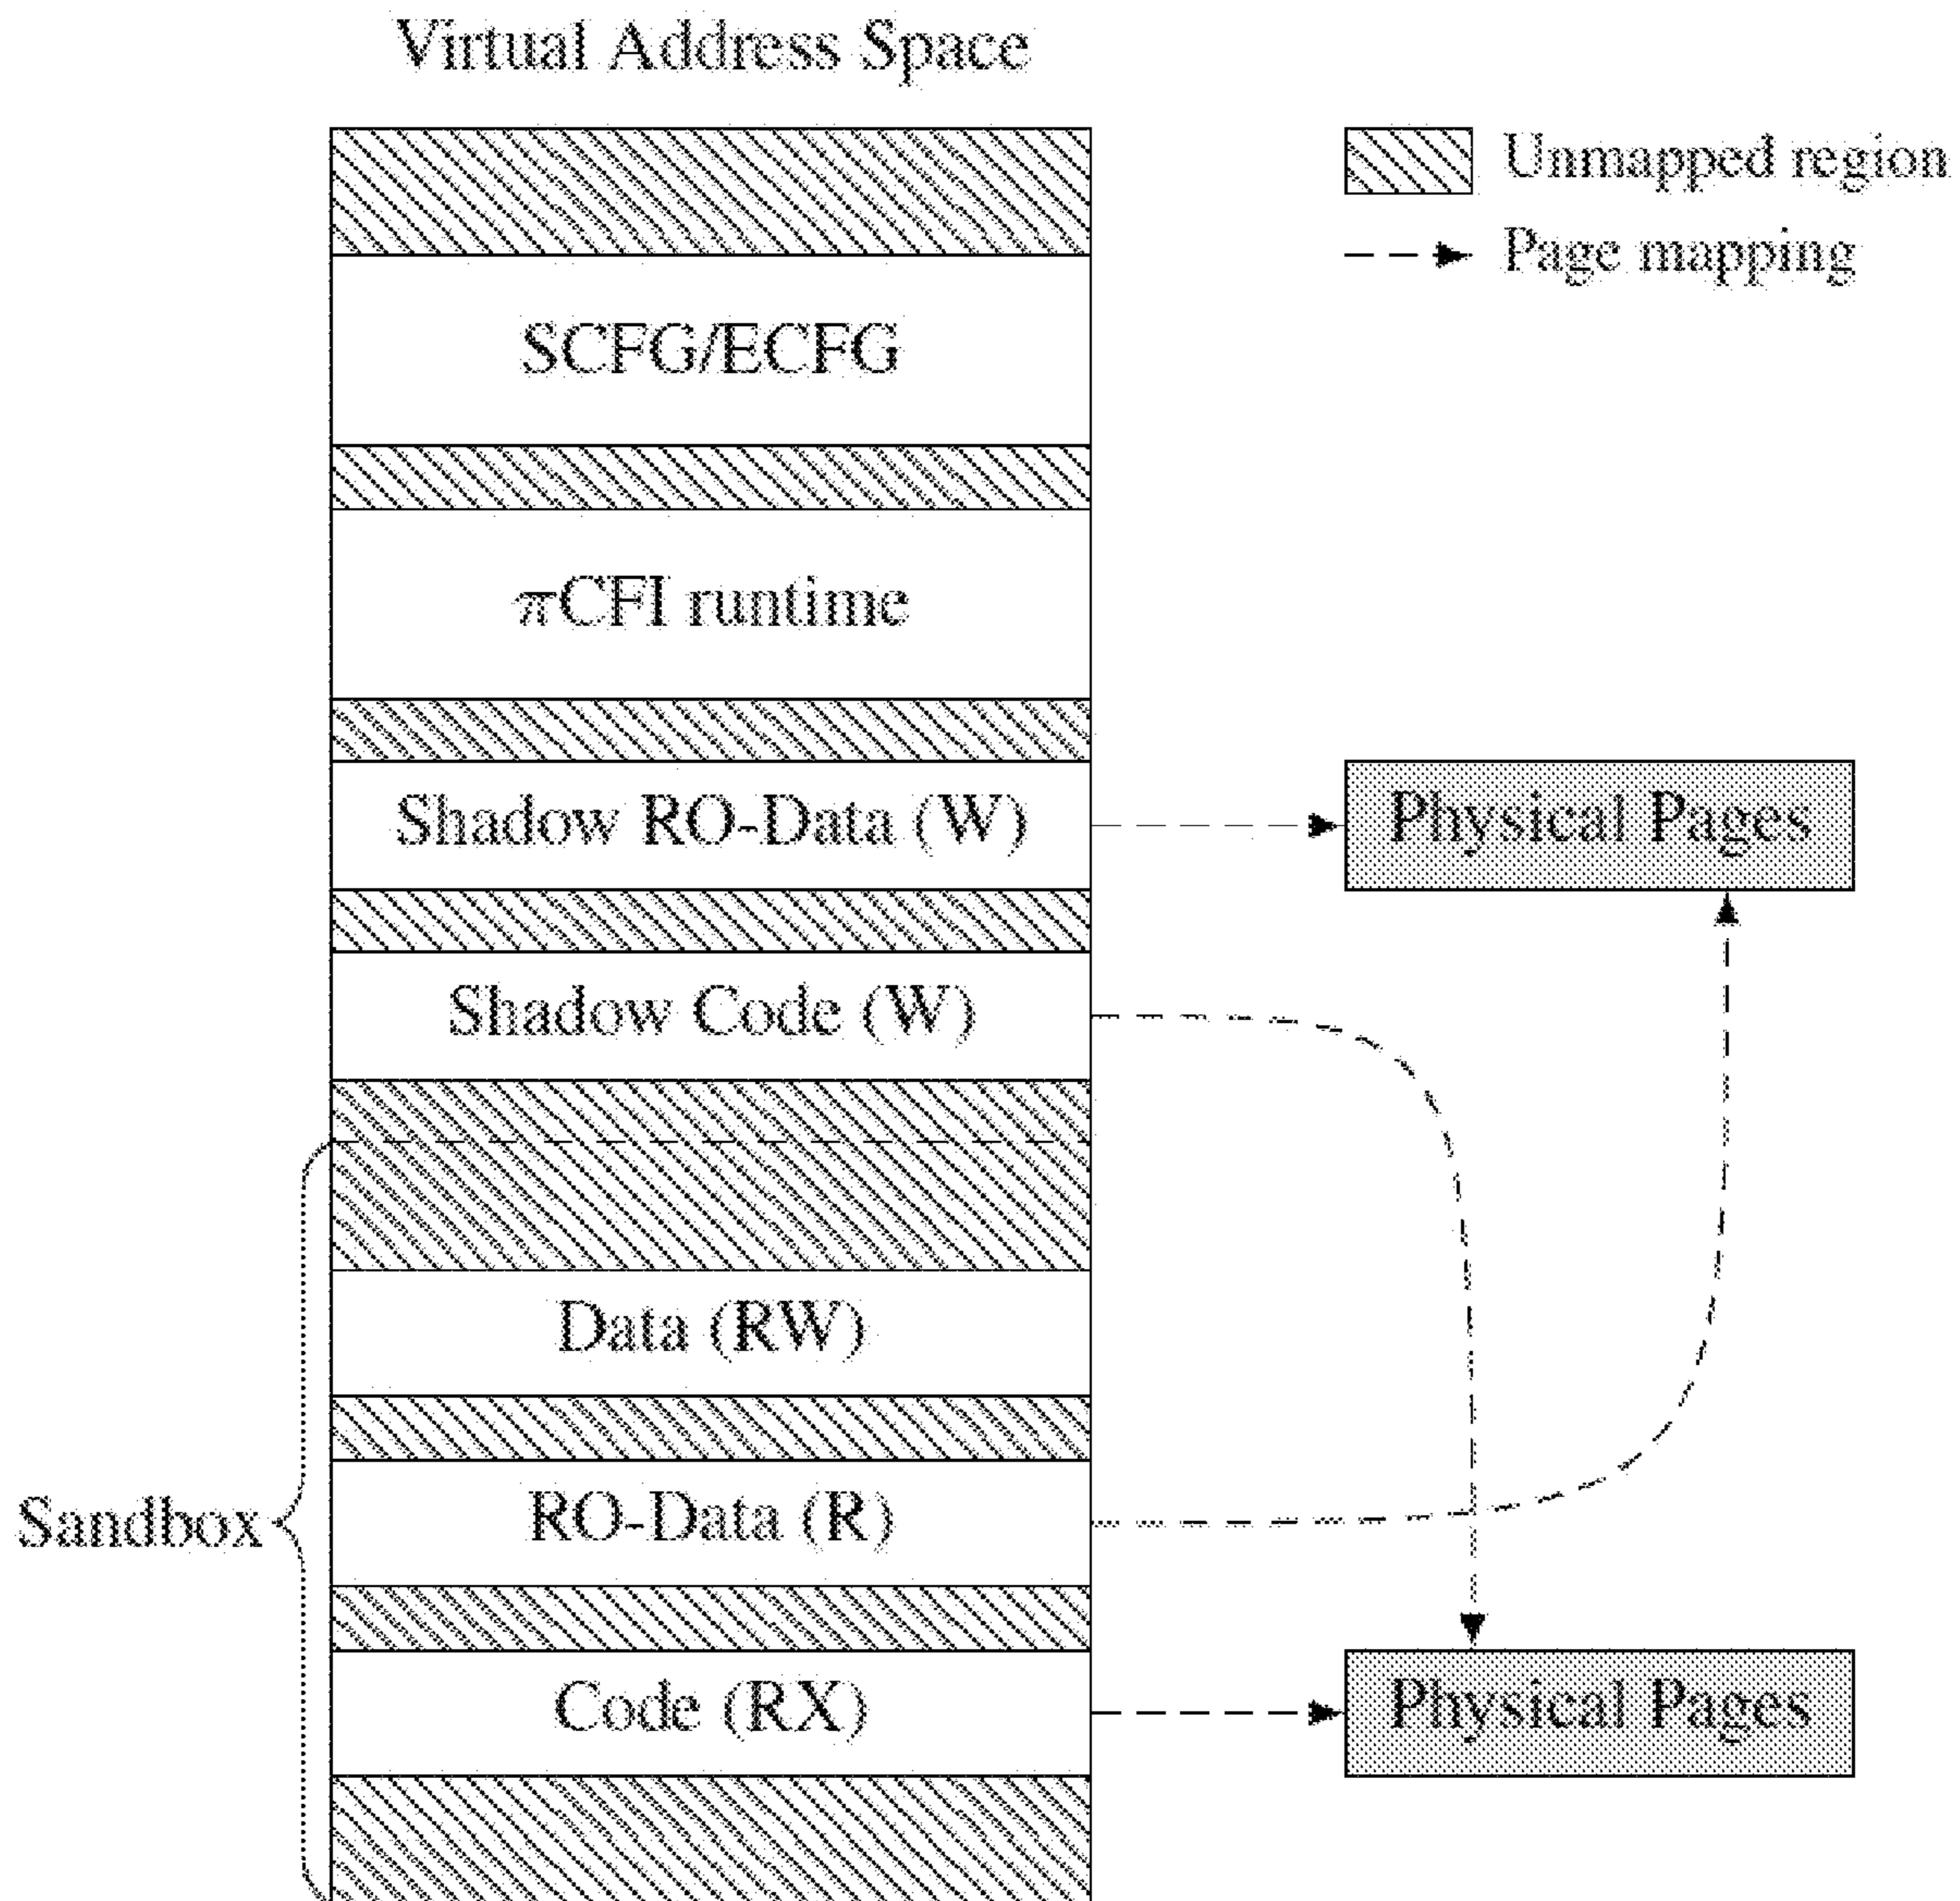 Virtual Address Space
Unmapped region
Page mapping
SCFG/ECFG
πCFI runtime
Shadow RO-Data (W)
Physical Pages
Shadow Code (W)
Data (RW)
Sandbox
RO-Data (R)
Code (RX)
Physical Pages